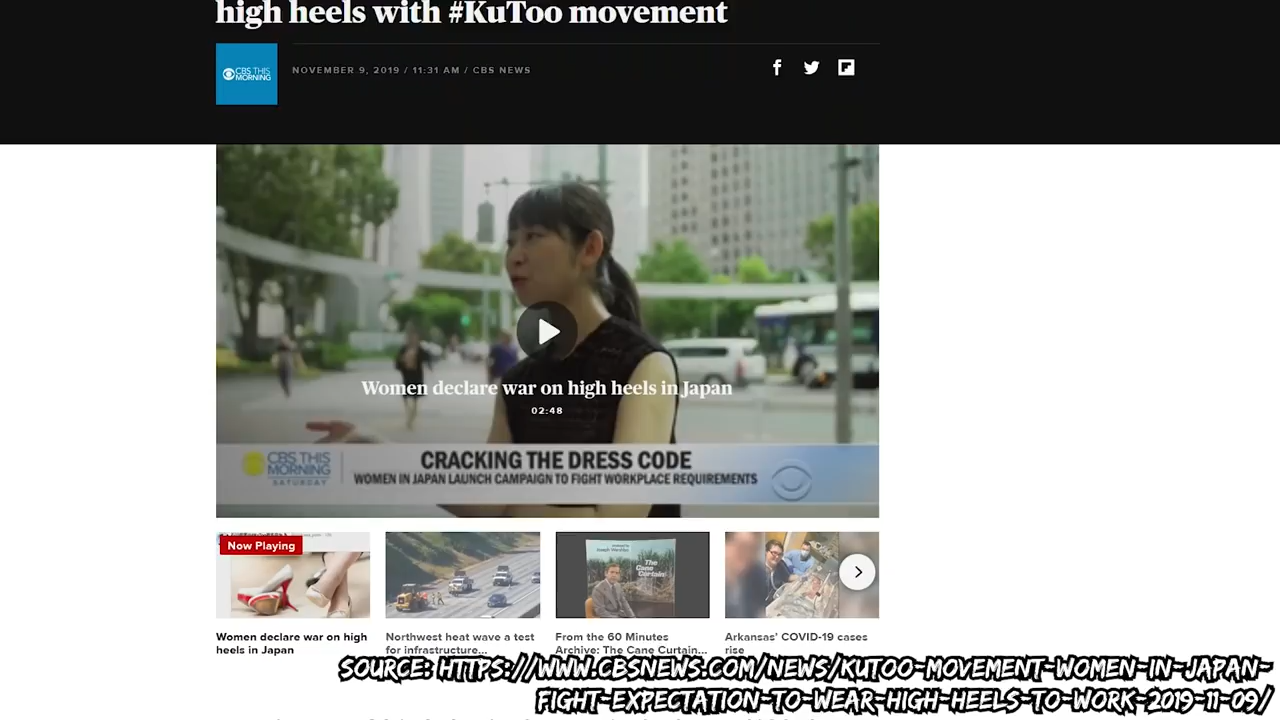 high heels with #KuToo movement
CBS THIS
MORNING
NOVEMBER 9, 2019 / 11:31 AM / CBS NEWS
Women declare war on high heels in Japan
02:48
CBS THIS
MORNING
SATURDAY
CRACKING THE DRESS CODE
WOMEN IN JAPAN LAUNCH CAMPAIGN TO FIGHT WORKPLACE REQUIREMENTS
Now Playing
The
Cane
Curtain
Women declare war on high
heels in Japan
Northwest heat wave a test
for infrastructure...
From the 60 Minutes
Archive: The Cane Curtain...
Arkansas' COVID-19 cases
rise
SOURCE: HTTPS://WWW.CBSNEWS.COM/NEWS/KUTOO-MOVEMENT-WOMEN-IN-JAPAN-
FIGHT-EXPECTATION-TO-WEAR-HIGH-HEELS-TO-WORK-2019-11-09/